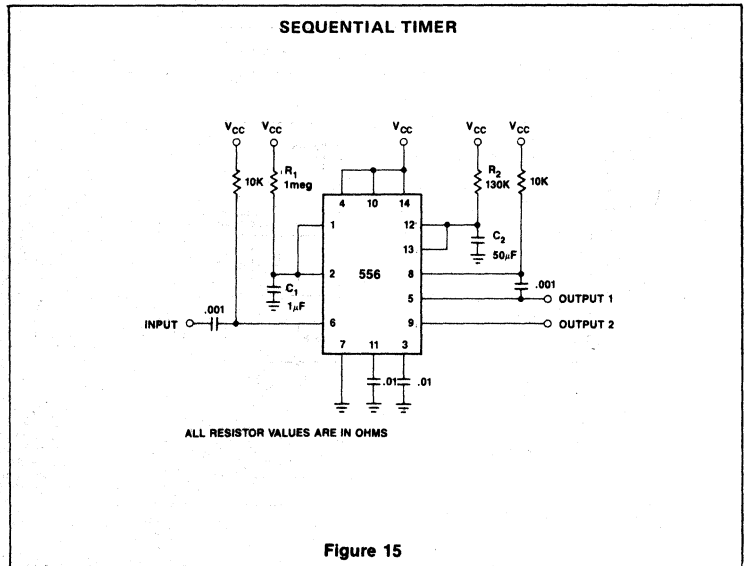 SEQUENTIAL TIMER
VCC VCC VCC VCC VCC
10K
R1
1meg
R2
130K
10K
4 10 14
1
12
13
C2
50μF
2
556
8
C1
1μF
.001
5
OUTPUT 1
.001
INPUT
6
9
OUTPUT 2
7 11 3
.01 .01
ALL RESISTOR VALUES ARE IN OHMS
Figure 15